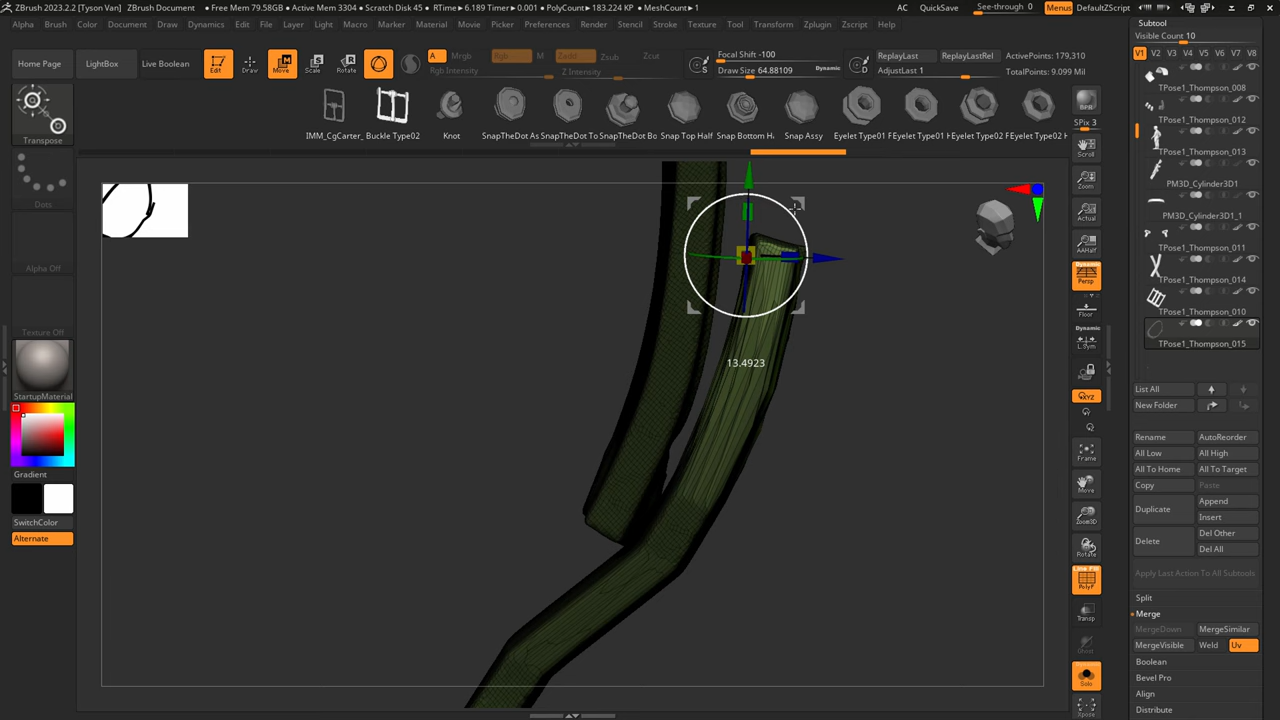 ZBrush 2023.2.2 [Tyson Van]
ZBrush Document
● Free Mem 79.58GB ● Active Mem 3304 ● Scratch Disk 45 ● RTime▶6.189 Timer▶0.001 ● PolyCount▶183.224 KP ● MeshCount▶1
AC
QuickSave
See-through 0
Menus
DefaultZScript
Alpha
Brush
Color
Document
Draw
Dynamics
Edit
File
Layer
Light
Macro
Marker
Material
Movie
Picker
Preferences
Render
Stencil
Stroke
Texture
Tool
Transform
Zplugin
Zscript
Help
Home Page
LightBox
Live Boolean
Edit
Draw
Move
Scale
Rotate
A
Mrgb
Rgb
M
Rgb Intensity
Zadd
Zsub
Zcut
Z Intensity
S
Focal Shift -100
Draw Size 64.88109
Dynamic
D
ReplayLast
ReplayLastRel
AdjustLast 1
ActivePoints: 179,310
TotalPoints: 9.099 Mil
IMM_CgCarter_
Buckle Type02
Knot
SnapTheDot As
SnapTheDot To
SnapTheDot Bo
Snap Top Half
Snap Bottom H
Snap Assy
Eyelet Type01 F
Eyelet Type01
Eyelet Type02
Eyelet Type02
Transpose
Dots
Alpha Off
Texture Off
StartupMaterial
Gradient
SwitchColor
Alternate
13.4923
BPR
SPix 3
Scroll
Zoom
Actual
AAHalf
Dynamic
Persp
Floor
Dynamic
L.Sym
XYZ
Frame
Move
Zoom3D
Rotate
Line Fill
PolyF
Transp
Ghost
Dynamic
Solo
Xpose
Subtool
Visible Count 10
V1 V2 V3 V4 V5 V6 V7 V8
TPose1_Thompson_008
TPose1_Thompson_012
TPose1_Thompson_013
PM3D_Cylinder3D1
PM3D_Cylinder3D1_1
TPose1_Thompson_011
TPose1_Thompson_014
TPose1_Thompson_010
TPose1_Thompson_015
List All
New Folder
Rename
AutoReorder
All Low
All High
All To Home
All To Target
Copy
Paste
Duplicate
Append
Insert
Delete
Del Other
Del All
Apply Last Action To All Subtools
Split
Merge
MergeDown
MergeSimilar
MergeVisible
Weld
Uv
Boolean
Bevel Pro
Align
Distribute